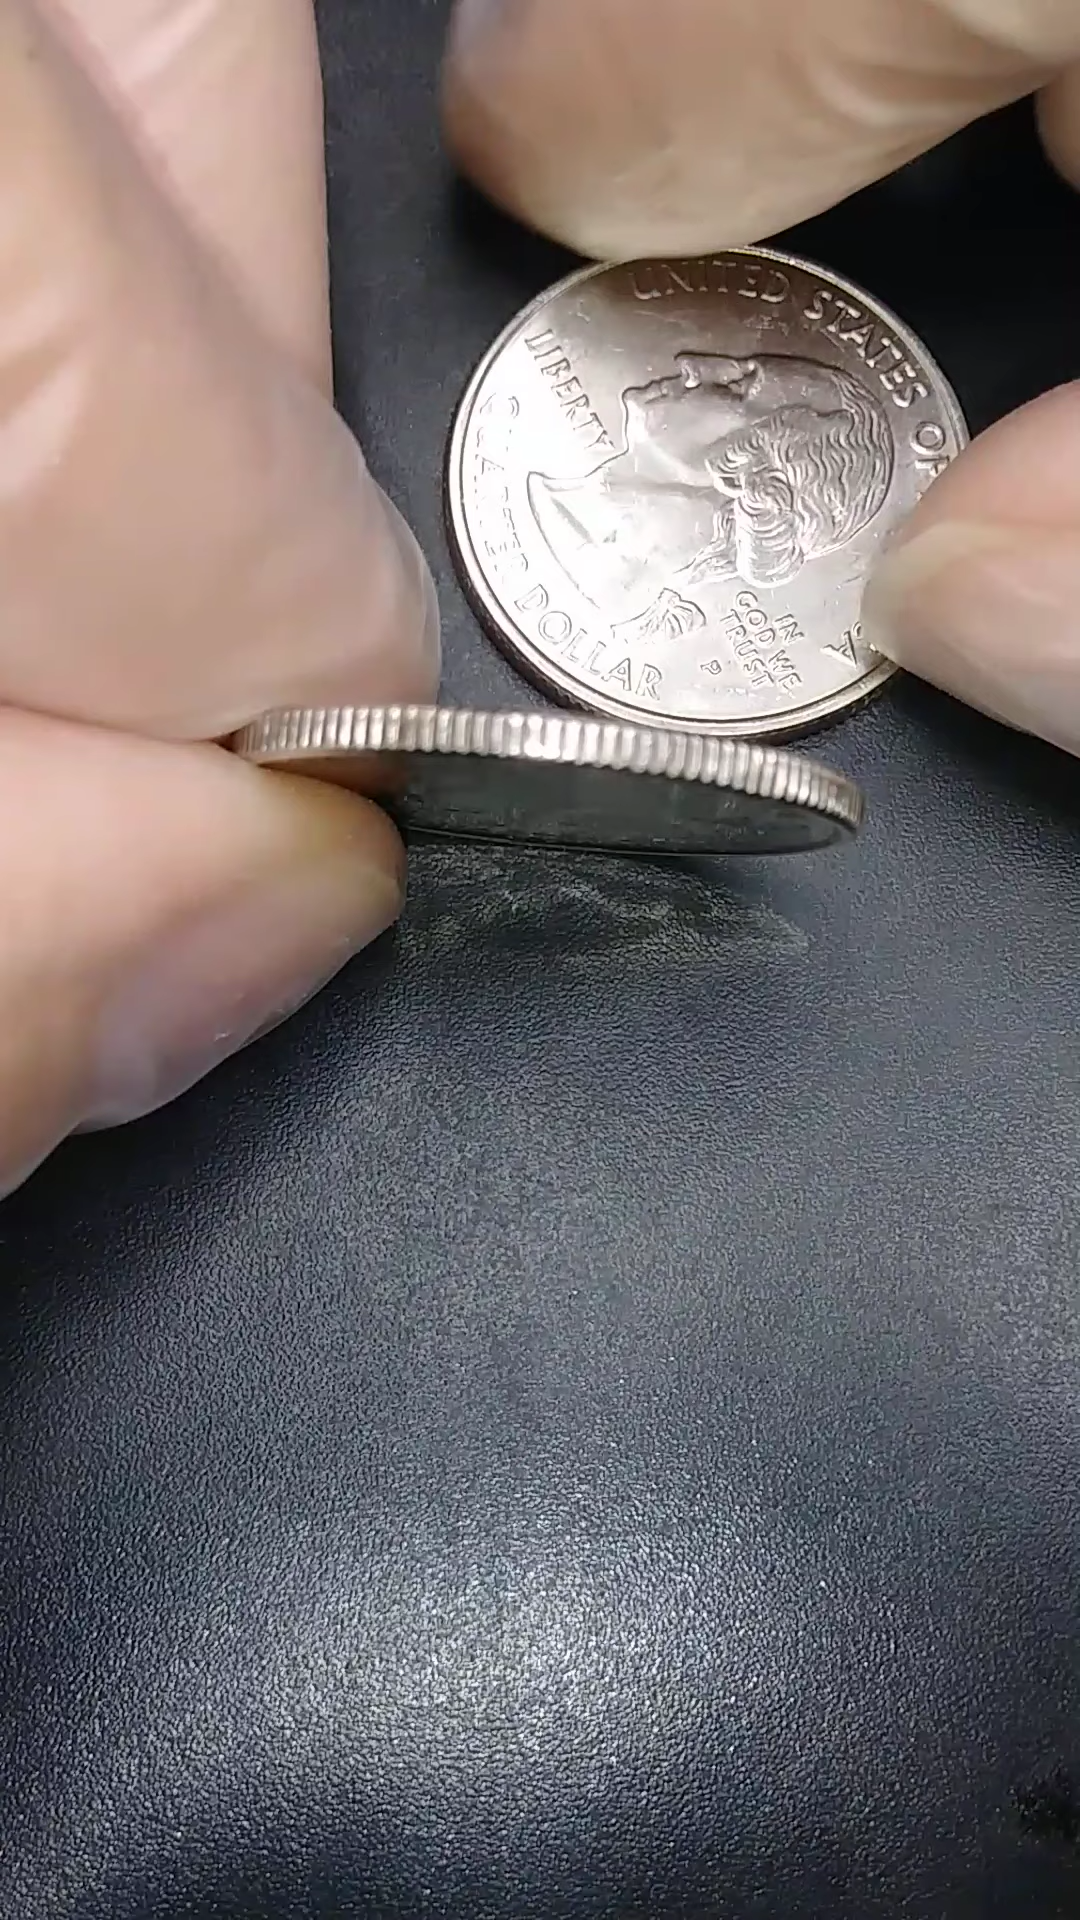 UNITED STATES OF
LIBERTY
QUARTER DOLLAR
IN
GOD WE
TRUST
P